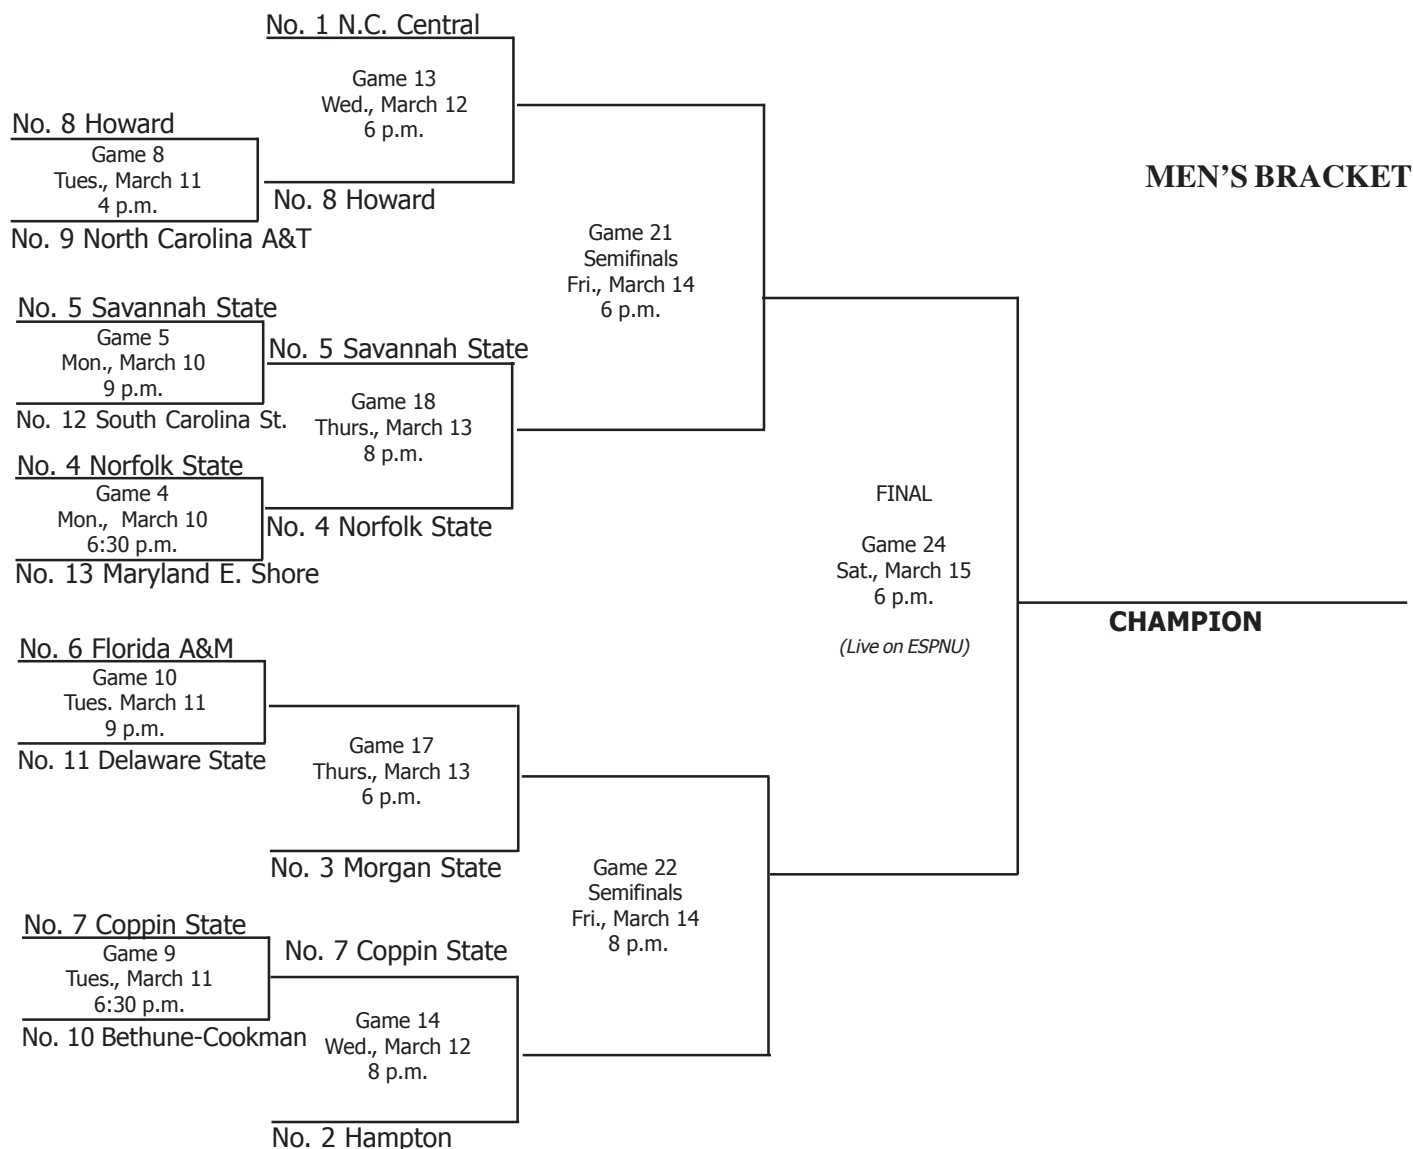 No. 1 N.C. Central
Game 13
Wed., March 12
6 p.m.
No. 8 Howard
Game 8
Tues., March 11
4 p.m.
No. 8 Howard
No. 9 North Carolina A&T
MEN'S BRACKET
Game 21
Semifinals
Fri., March 14
6 p.m.
No. 5 Savannah State
Game 5
Mon., March 10
9 p.m.
No. 12 South Carolina St.
No. 5 Savannah State
Game 18
Thurs., March 13
8 p.m.
No. 4 Norfolk State
Game 4
Mon., March 10
6:30 p.m.
No. 13 Maryland E. Shore
No. 4 Norfolk State
FINAL
Game 24
Sat., March 15
6 p.m.
(Live on ESPNU)
CHAMPION
No. 6 Florida A&M
Game 10
Tues. March 11
9 p.m.
No. 11 Delaware State
Game 17
Thurs., March 13
6 p.m.
No. 3 Morgan State
Game 22
Semifinals
Fri., March 14
8 p.m.
No. 7 Coppin State
Game 9
Tues., March 11
6:30 p.m.
No. 10 Bethune-Cookman
No. 7 Coppin State
Game 14
Wed., March 12
8 p.m.
No. 2 Hampton